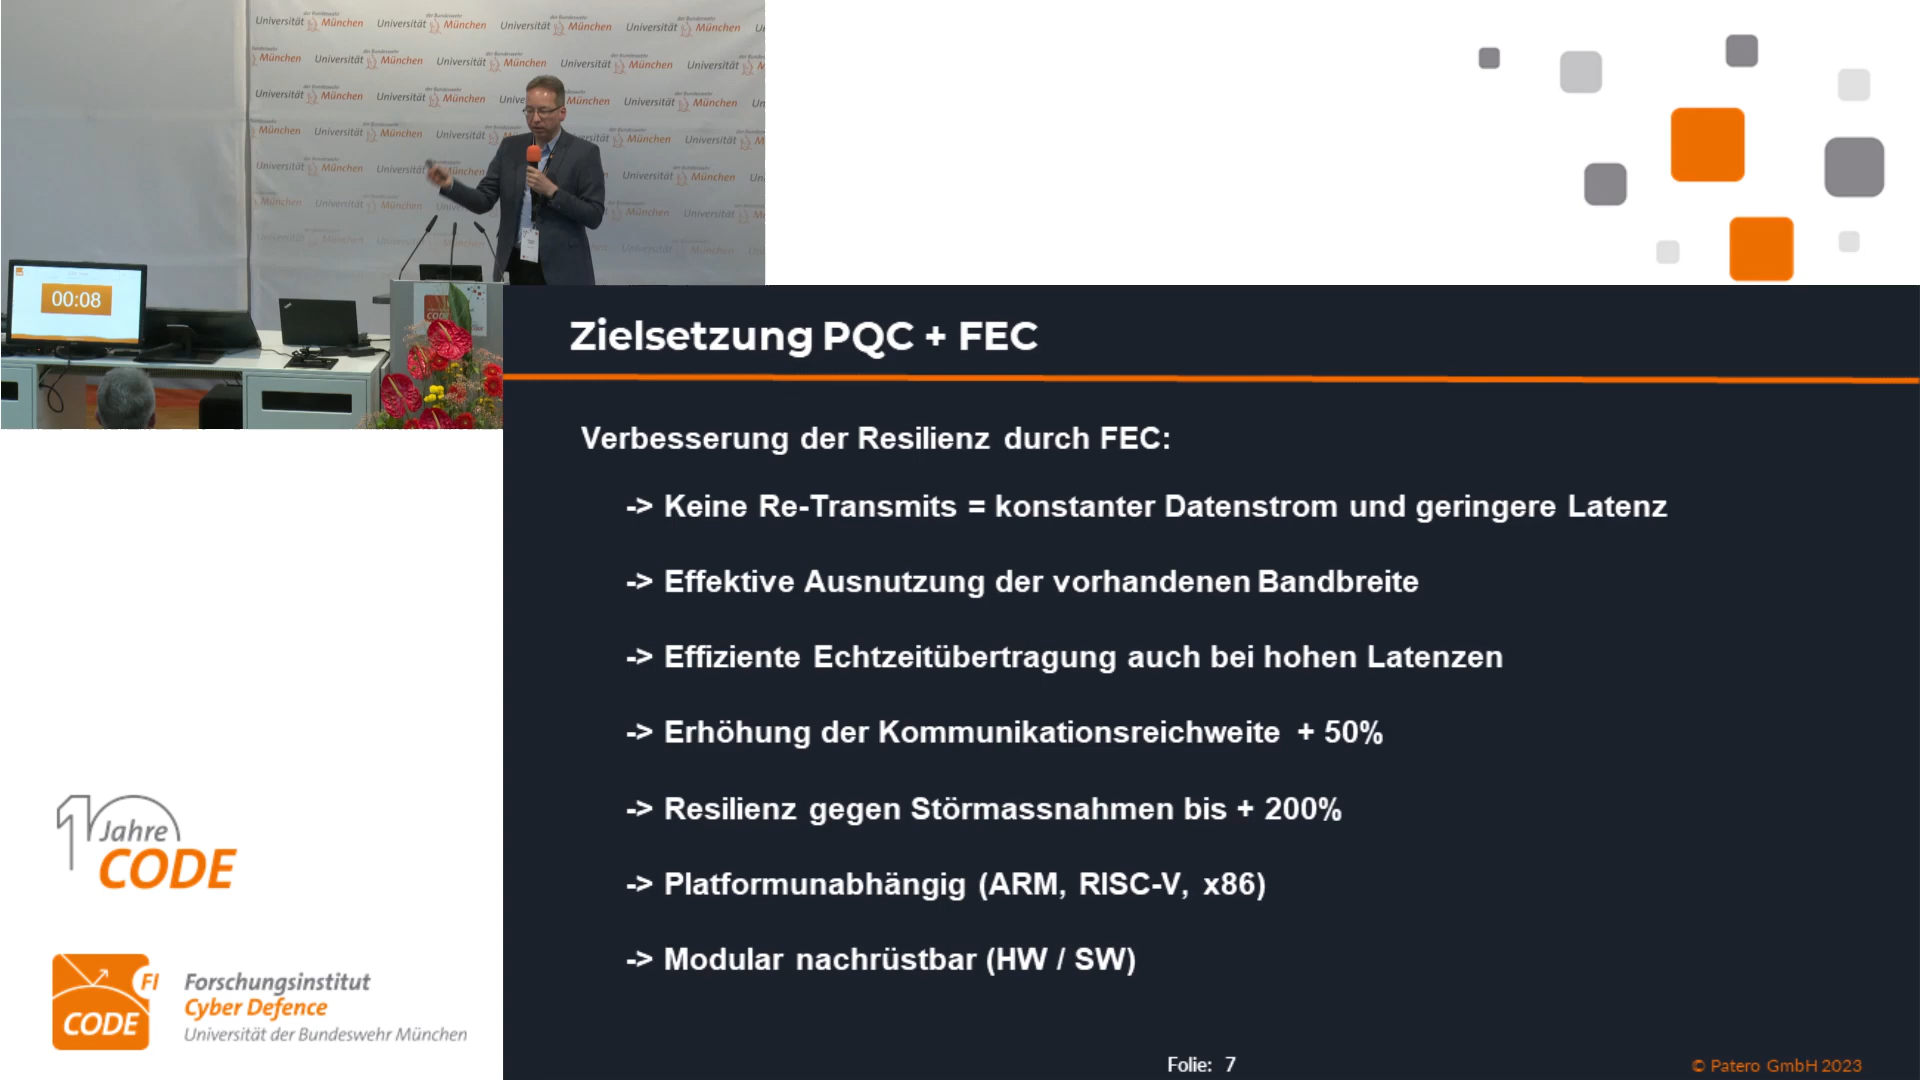 Universität München
00:08
CODE
Zielsetzung PQC + FEC
Verbesserung der Resilienz durch FEC:
-> Keine Re-Transmits = konstanter Datenstrom und geringere Latenz
-> Effektive Ausnutzung der vorhandenen Bandbreite
-> Effiziente Echtzeitübertragung auch bei hohen Latenzen
-> Erhöhung der Kommunikationsreichweite + 50%
-> Resilienz gegen Störmassnahmen bis + 200%
-> Platformunabhängig (ARM, RISC-V, x86)
-> Modular nachrüstbar (HW / SW)
Folie: 7
© Patero GmbH 2023
10 Jahre
CODE
FI
CODE
Forschungsinstitut
Cyber Defence
Universität der Bundeswehr München